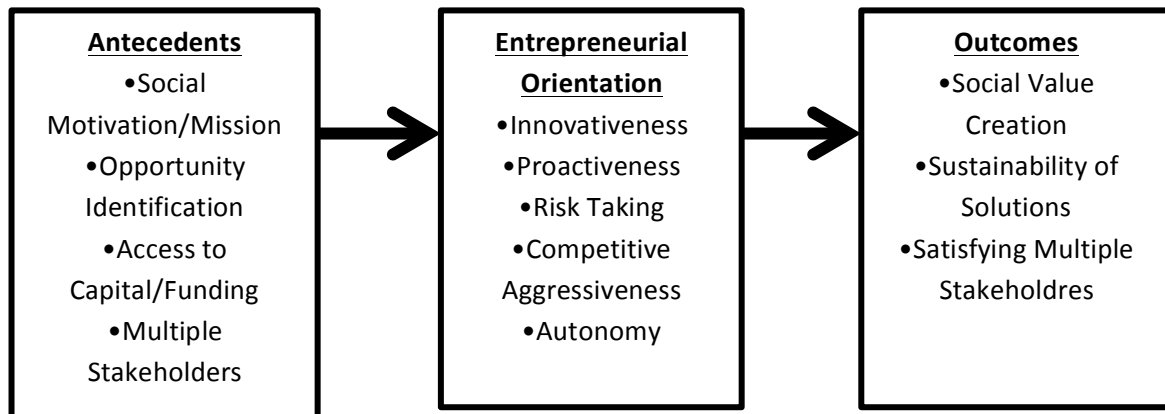 Antecedents
•Social
Motivation/Mission
•Opportunity
Identification
•Access to
Capital/Funding
•Multiple
Stakeholders
Entrepreneurial
Orientation
•Innovativeness
•Proactiveness
•Risk Taking
•Competitive
Aggressiveness
•Autonomy
Outcomes
•Social Value
Creation
•Sustainability of
Solutions
•Satisfying Multiple
Stakeholdres